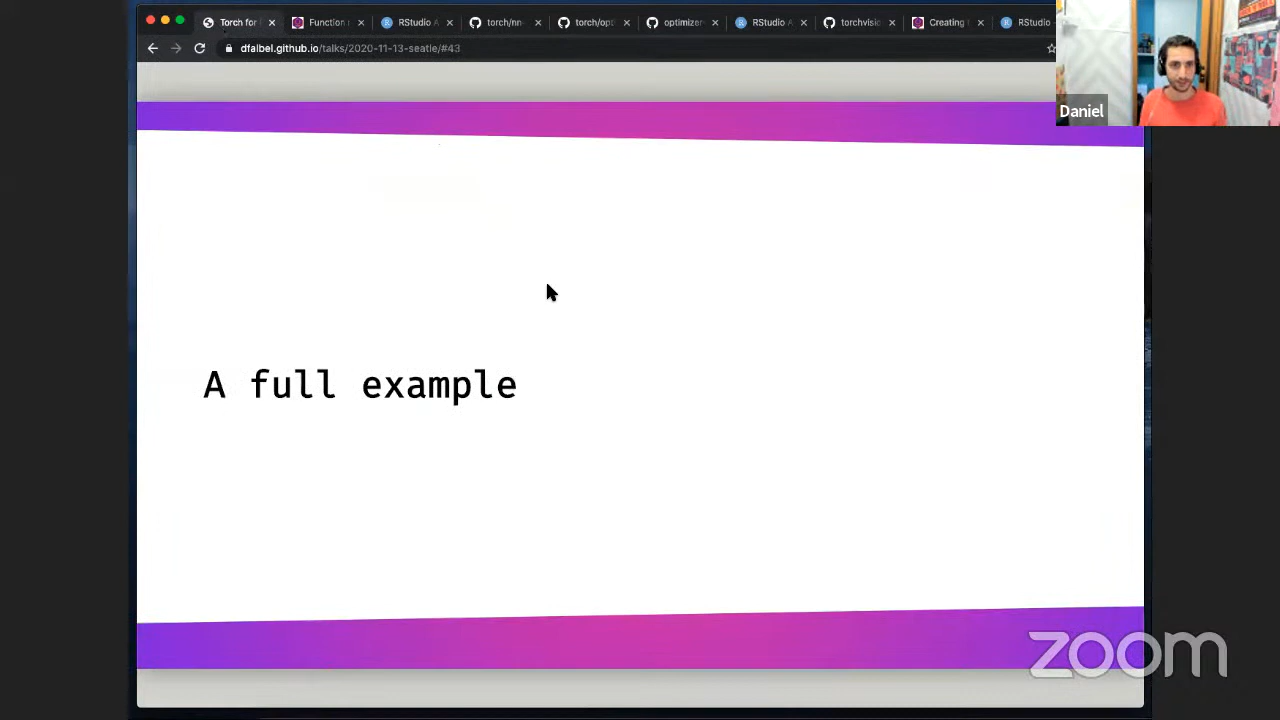 Torch for
Function r
RStudio A
torch/nn-
torch/opt
optimizer
RStudio A
torchvisio
Creating t
RStudio
dfalbel.github.io/talks/2020-11-13-seatle/#43
Daniel
A full example
zoom